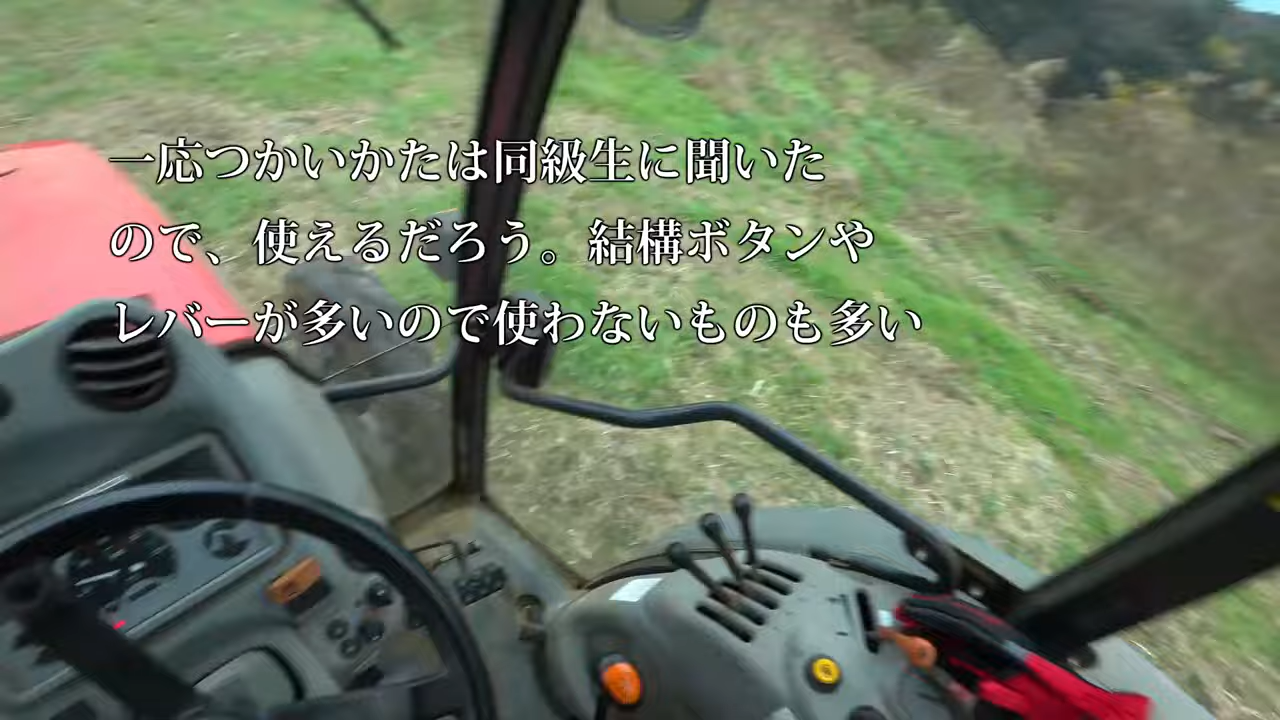 一応つかいかたは同級生に聞いた
ので、使えるだろう。結構ボタンや
レバーが多いので使わないものも多い